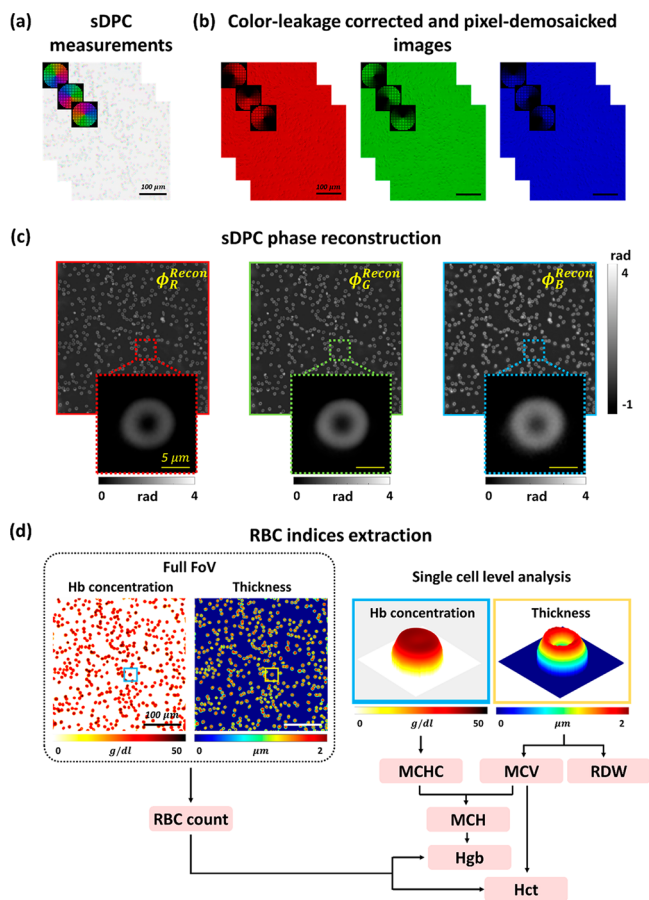 (a)
sDPC
measurements
100 μm
(b)
Color-leakage corrected and pixel-demosaicked
images
100 μm
(c)
sDPC phase reconstruction
rad
ϕ_R^Recon
ϕ_G^Recon
ϕ_B^Recon
4
-1
5 μm
0 rad 4
0 rad 4
0 rad 4
(d)
RBC indices extraction
Full FoV
Hb concentration
Thickness
100 μm
0 g/dl 50
0 μm 2
Single cell level analysis
Hb concentration
Thickness
0 g/dl 50
0 μm 2
MCHC
MCV
RDW
RBC count
MCH
Hgb
Hct